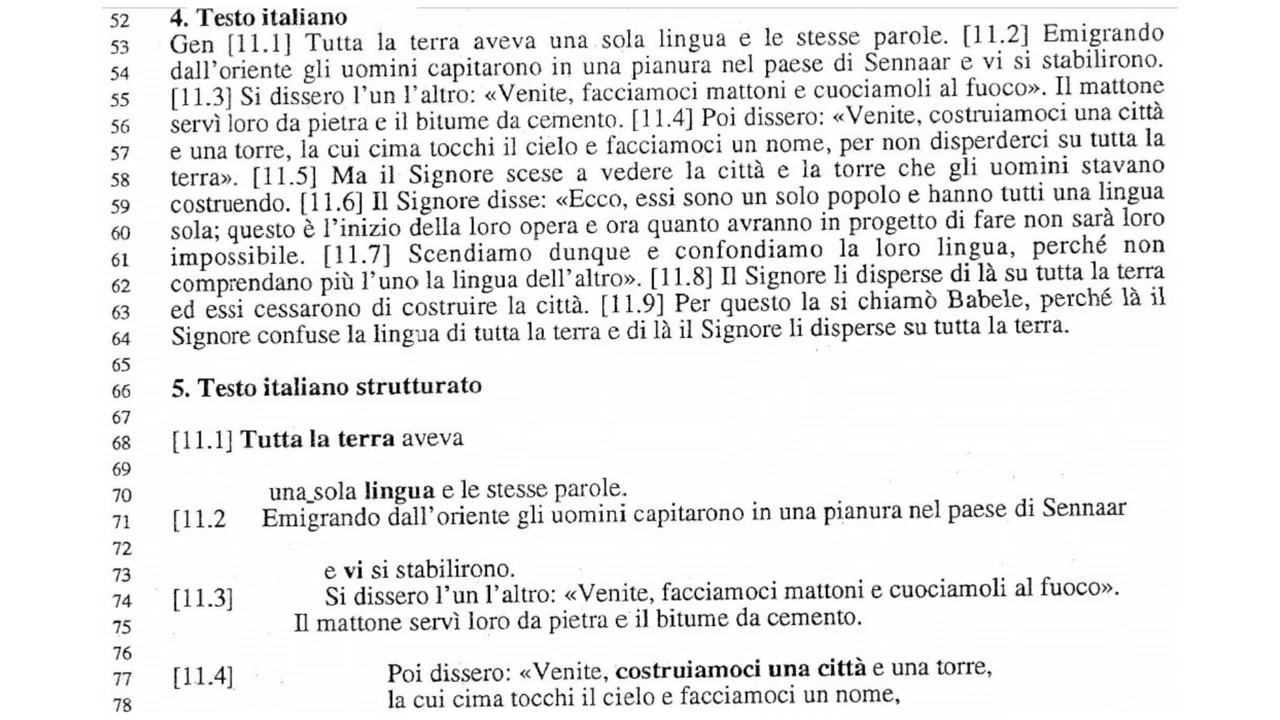 52 4. Testo italiano
53 Gen [11.1] Tutta la terra aveva una sola lingua e le stesse parole. [11.2] Emigrando
54 dall'oriente gli uomini capitarono in una pianura nel paese di Sennaar e vi si stabilirono.
55 [11.3] Si dissero l'un l'altro: «Venite, facciamoci mattoni e cuociamoli al fuoco». Il mattone
56 servì loro da pietra e il bitume da cemento. [11.4] Poi dissero: «Venite, costruiamoci una città
57 e una torre, la cui cima tocchi il cielo e facciamoci un nome, per non disperderci su tutta la
58 terra». [11.5] Ma il Signore scese a vedere la città e la torre che gli uomini stavano
59 costruendo. [11.6] Il Signore disse: «Ecco, essi sono un solo popolo e hanno tutti una lingua
60 sola; questo è l'inizio della loro opera e ora quanto avranno in progetto di fare non sarà loro
61 impossibile. [11.7] Scendiamo dunque e confondiamo la loro lingua, perché non
62 comprendano più l'uno la lingua dell'altro». [11.8] Il Signore li disperse di là su tutta la terra
63 ed essi cessarono di costruire la città. [11.9] Per questo la si chiamò Babele, perché là il
64 Signore confuse la lingua di tutta la terra e di là il Signore li disperse su tutta la terra.
65
66 5. Testo italiano strutturato
67
68 [11.1] Tutta la terra aveva
69
70 una sola lingua e le stesse parole.
71 [11.2 Emigrando dall'oriente gli uomini capitarono in una pianura nel paese di Sennaar
72
73 e vi si stabilirono.
74 [11.3] Si dissero l'un l'altro: «Venite, facciamoci mattoni e cuociamoli al fuoco».
75 Il mattone servì loro da pietra e il bitume da cemento.
76
77 [11.4] Poi dissero: «Venite, costruiamoci una città e una torre,
78 la cui cima tocchi il cielo e facciamoci un nome,